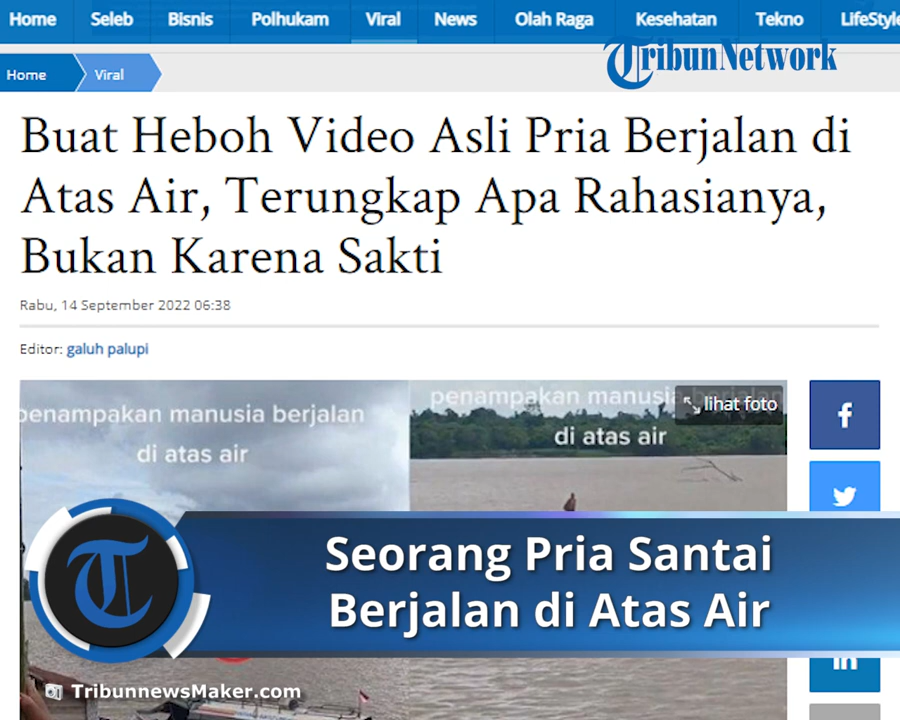 Home Seleb Bisnis Polhukam Viral News Olah Raga Kesehatan Tekno LifeStyle
TribunNetwork
Home Viral
Buat Heboh Video Asli Pria Berjalan di
Atas Air, Terungkap Apa Rahasianya,
Bukan Karena Sakti
Rabu, 14 September 2022 06:38
Editor: galuh palupi
penampakan manusia berjalan
di atas air
penampakan manusia berjalan
di atas air
lihat foto
f
T
Seorang Pria Santai
Berjalan di Atas Air
in
TribunnewsMaker.com